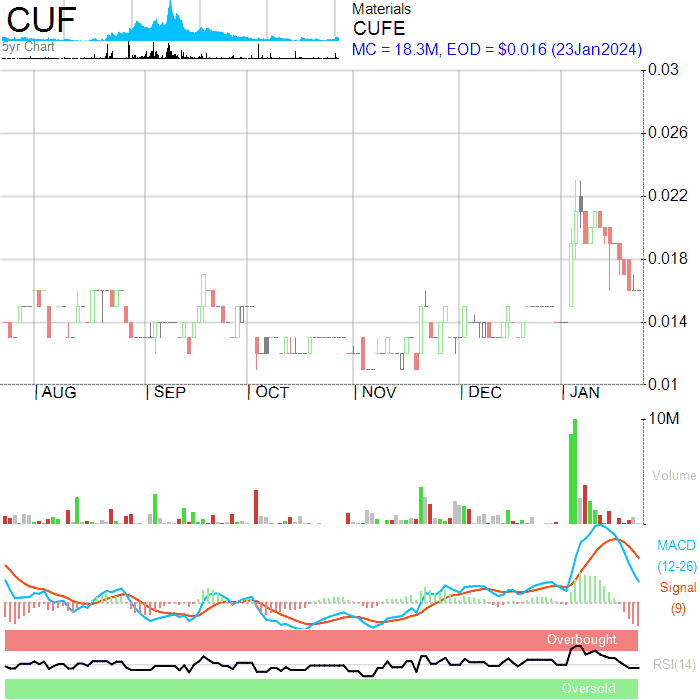 CUF
5yr Chart
Materials
CUFE
MC = 18.3M, EOD = $0.016 (23Jan2024)
0.03
0.026
0.022
0.018
0.014
0.01
AUG SEP OCT NOV DEC JAN
10M
Volume
MACD
(12-26)
Signal
(9)
Overbought
RSI(14)
Oversold